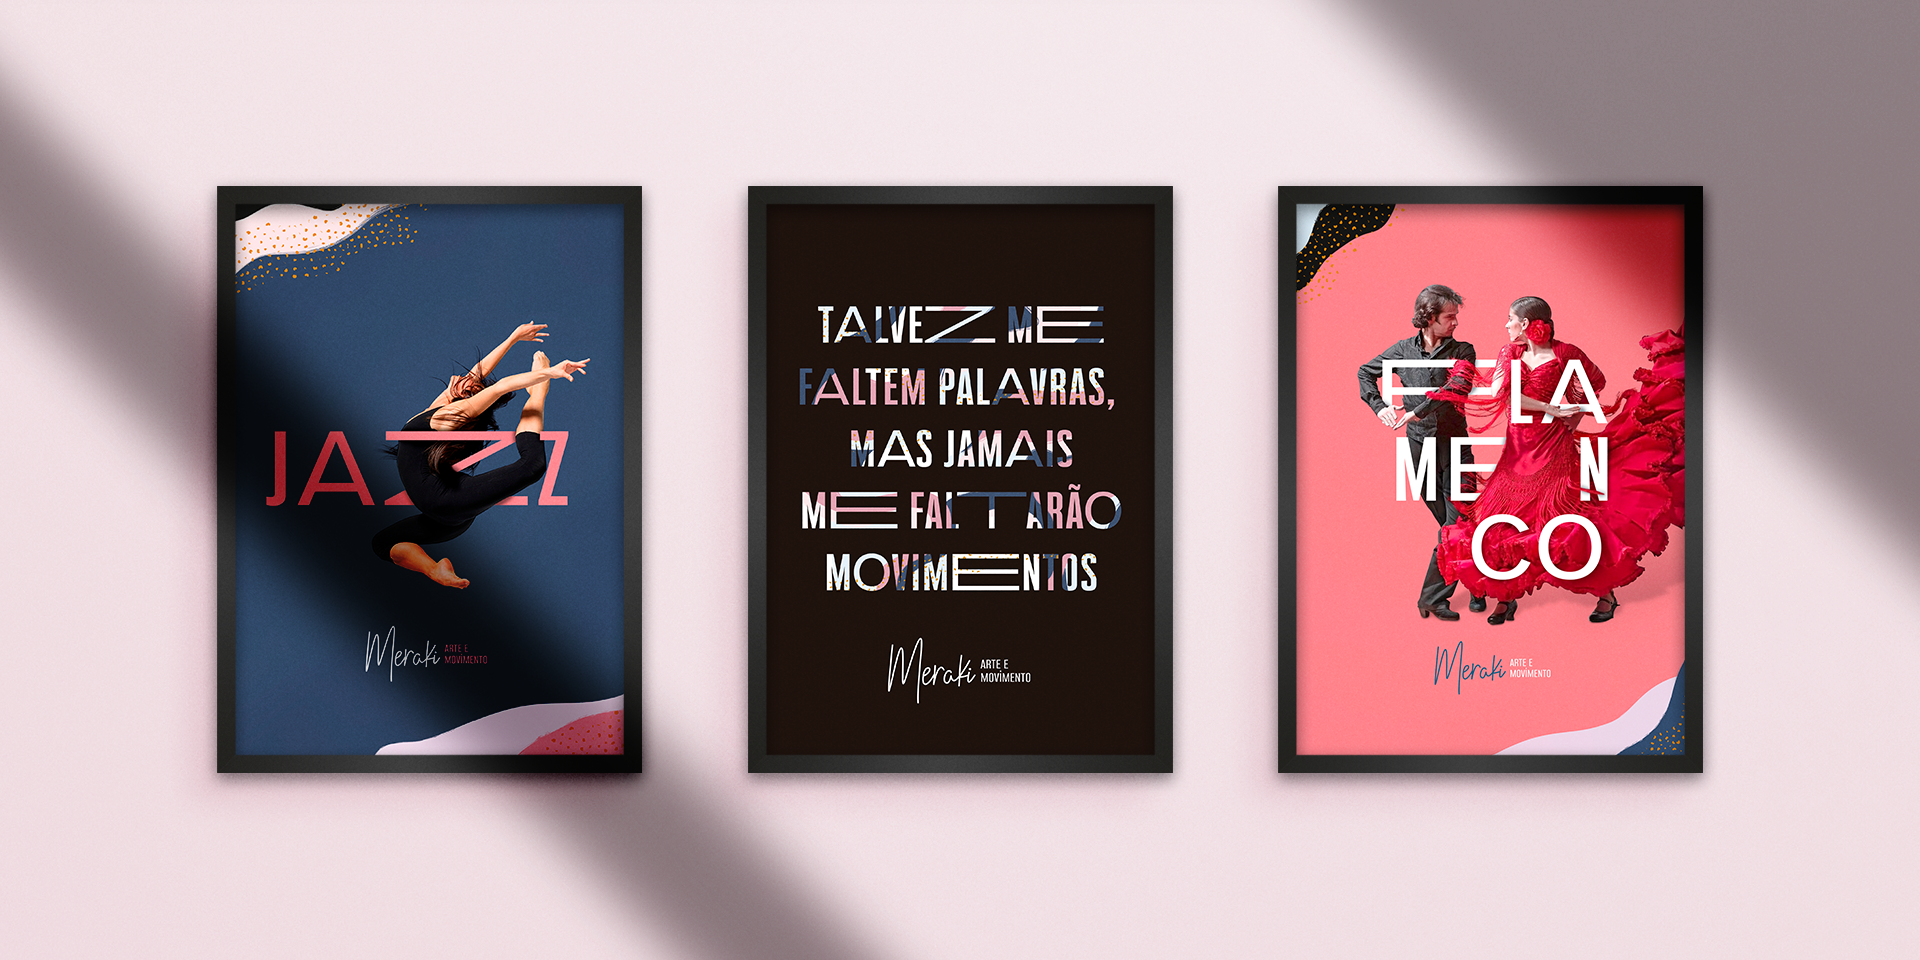 JAZZ
Meraki ARTE E
MOVIMENTO
TALVEZ ME
FALTEM PALAVRAS,
MAS JAMAIS
ME FALTARÃO
MOVIMENTOS
Meraki ARTE E
MOVIMENTO
FLA
MEN
CO
Meraki ARTE E
MOVIMENTO